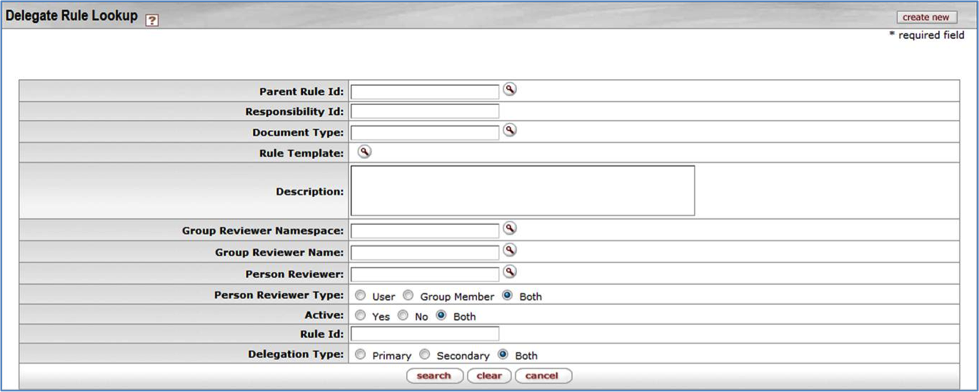 Delegate Rule Lookup ?
create new
* required field
Parent Rule Id:
Responsibility Id:
Document Type:
Rule Template:
Description:
Group Reviewer Namespace:
Group Reviewer Name:
Person Reviewer:
Person Reviewer Type: User Group Member Both
Active: Yes No Both
Rule Id:
Delegation Type: Primary Secondary Both
search clear cancel